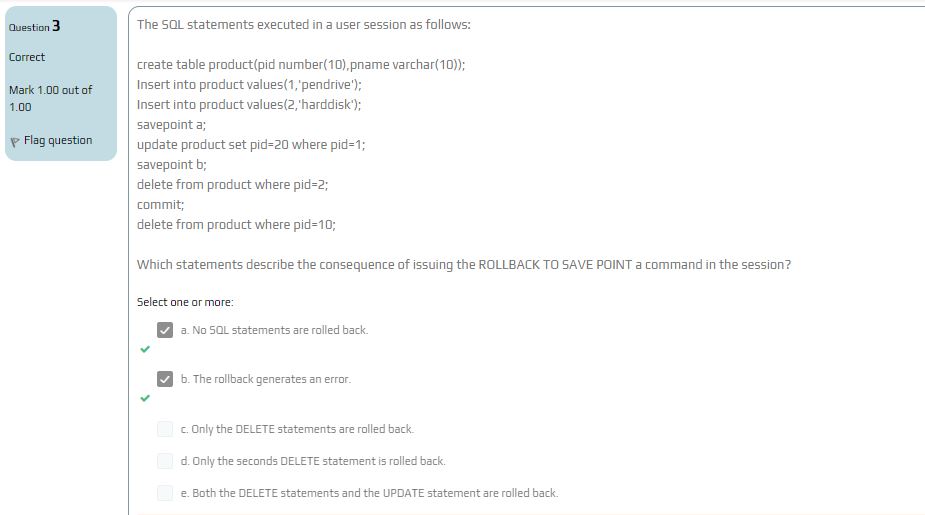 Question 3
Correct
Mark 1.00 out of
1.00
Flag question
The SQL statements executed in a user session as follows:
create table product(pid number(10),pname varchar(10));
Insert into product values(1,'pendrive');
Insert into product values(2,'harddisk');
savepoint a;
update product set pid=20 where pid=1;
savepoint b;
delete from product where pid=2;
commit;
delete from product where pid=10;
Which statements describe the consequence of issuing the ROLLBACK TO SAVE POINT a command in the session?
Select one or more:
a. No SQL statements are rolled back.
b. The rollback generates an error.
c. Only the DELETE statements are rolled back.
d. Only the seconds DELETE statement is rolled back.
e. Both the DELETE statements and the UPDATE statement are rolled back.